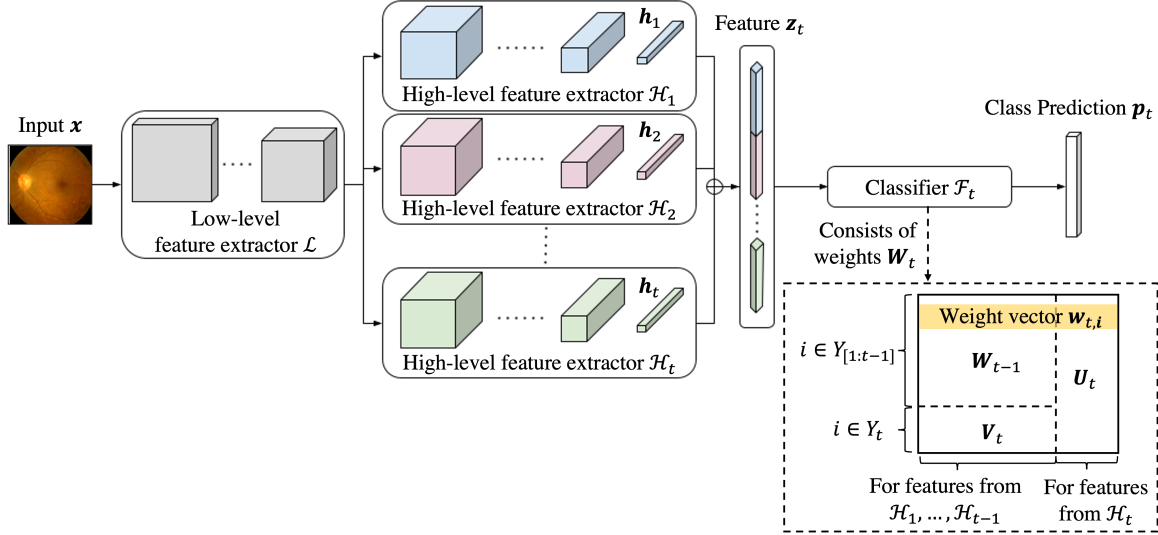 Input 𝒙
Low-level
feature extractor ℒ
𝒉₁
High-level feature extractor ℋ₁
𝒉₂
High-level feature extractor ℋ₂
𝒉ₜ
High-level feature extractor ℋₜ
Feature 𝒛ₜ
Classifier ℱₜ
Class Prediction 𝒑ₜ
Consists of
weights 𝑾ₜ
Weight vector 𝒘ₜ,ᵢ
𝑖 ∈ 𝑌[1:𝑡−1]
𝑾ₜ₋₁
𝑼ₜ
𝑖 ∈ 𝑌ₜ
𝑽ₜ
For features from
ℋ₁, … , ℋₜ₋₁
For features
from ℋₜ